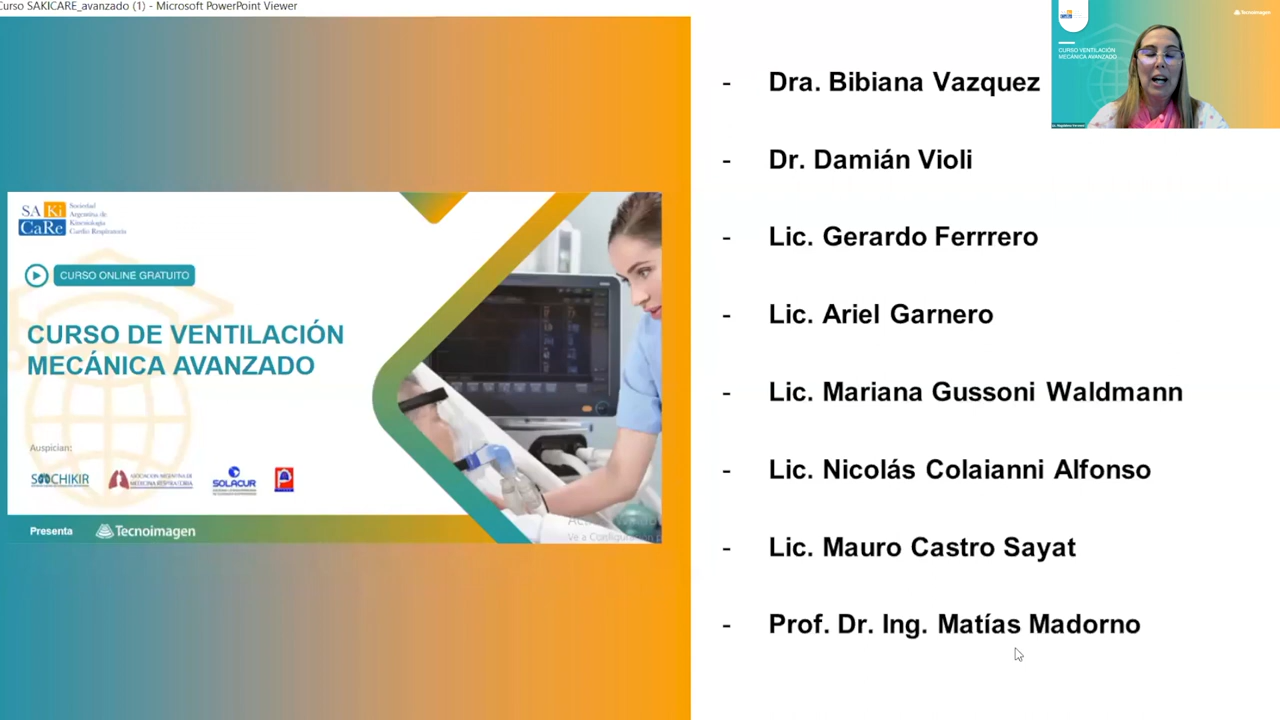 Curso SAKICARE_avanzado (1) - Microsoft PowerPoint Viewer
SA Ki
CaRe
Sociedad
Argentina de
Kinesiología
Cardio Respiratoria
CURSO ONLINE GRATUITO
CURSO DE VENTILACIÓN
MECÁNICA AVANZADO
Auspician:
SOCHIKIR
ASOCIACIÓN ARGENTINA DE
MEDICINA RESPIRATORIA
SOLACUR
Presenta
Tecnoimagen
- Dra. Bibiana Vazquez
- Dr. Damián Violi
- Lic. Gerardo Ferrrero
- Lic. Ariel Garnero
- Lic. Mariana Gussoni Waldmann
- Lic. Nicolás Colaianni Alfonso
- Lic. Mauro Castro Sayat
- Prof. Dr. Ing. Matías Madorno
Tecnoimagen
CURSO VENTILACIÓN
MECÁNICA AVANZADO